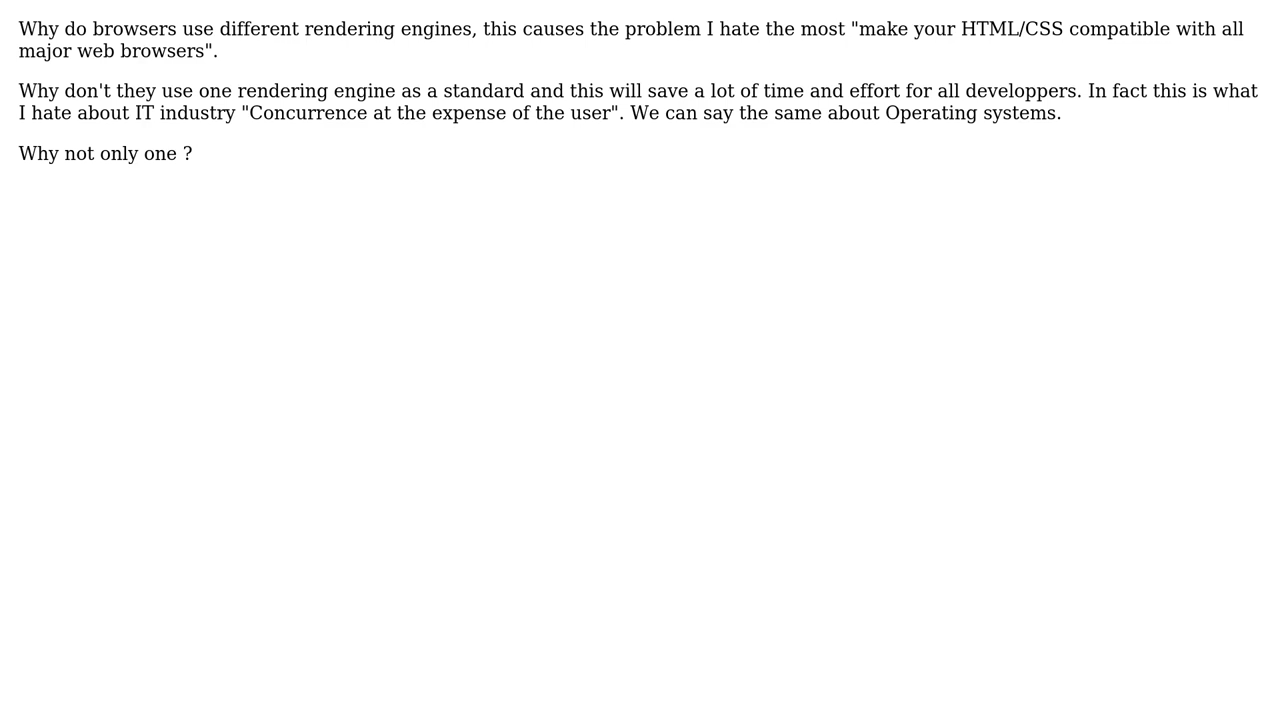 Why do browsers use different rendering engines, this causes the problem I hate the most "make your HTML/CSS compatible with all
major web browsers".
Why don't they use one rendering engine as a standard and this will save a lot of time and effort for all developpers. In fact this is what
I hate about IT industry "Concurrence at the expense of the user". We can say the same about Operating systems.
Why not only one ?